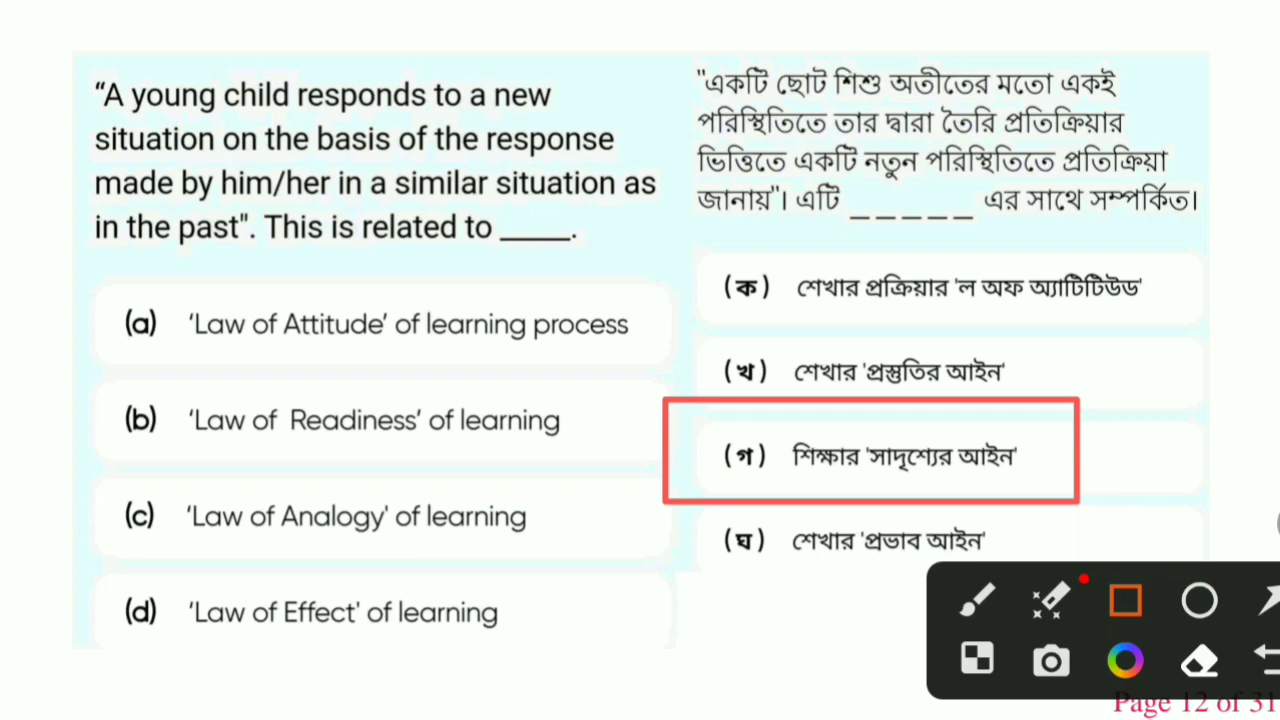 “A young child responds to a new
situation on the basis of the response
made by him/her in a similar situation as
in the past". This is related to _____.
(a) ‘Law of Attitude’ of learning process
(b) ‘Law of Readiness’ of learning
(c) ‘Law of Analogy' of learning
(d) ‘Law of Effect' of learning
"একটি ছোট শিশু অতীতের মতো একই
পরিস্থিতিতে তার দ্বারা তৈরি প্রতিক্রিয়ার
ভিত্তিতে একটি নতুন পরিস্থিতিতে প্রতিক্রিয়া
জানায়"। এটি _ _ _ _ _ এর সাথে সম্পর্কিত।
(ক) শেখার প্রক্রিয়ার 'ল অফ অ্যাটিটিউড'
(খ) শেখার 'প্রস্তুতির আইন'
(গ) শিক্ষার 'সাদৃশ্যের আইন'
(ঘ) শেখার 'প্রভাব আইন'
Page 12 of 31